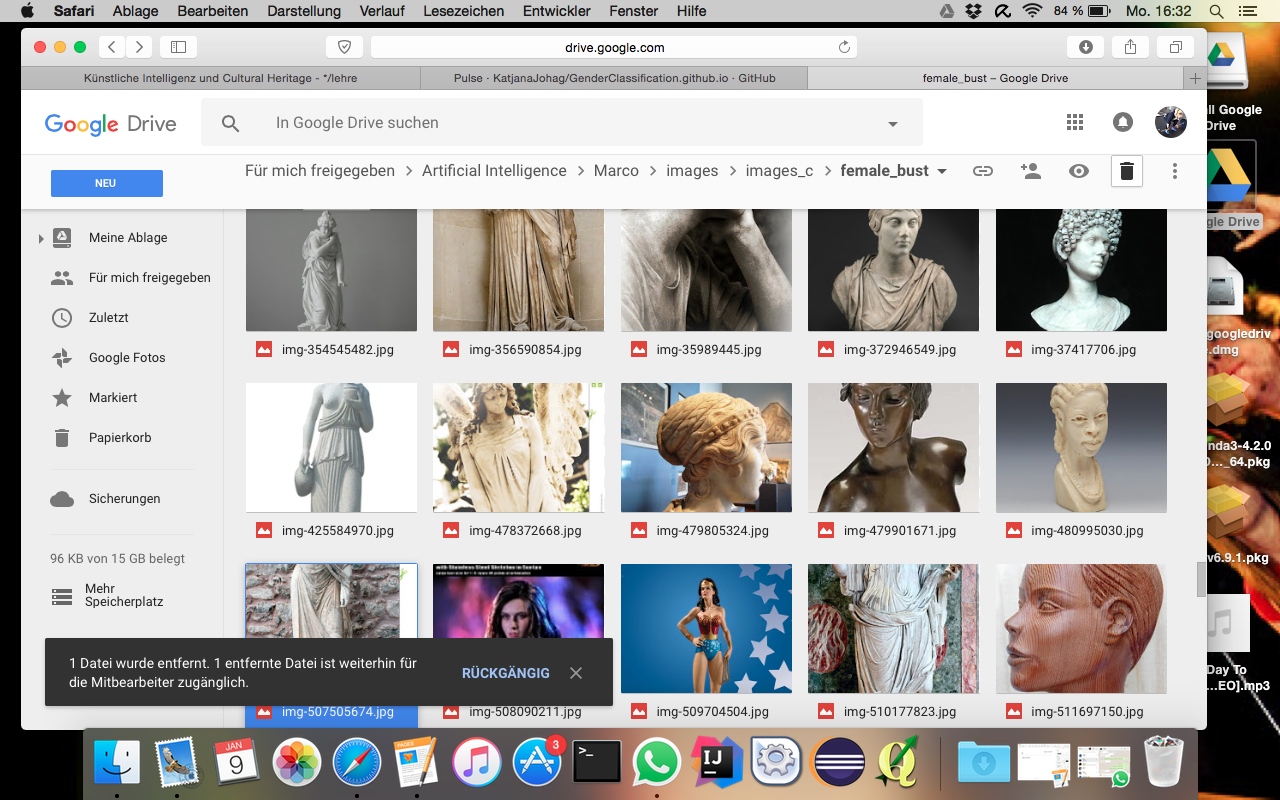 Safari Ablage Bearbeiten Darstellung Verlauf Lesezeichen Entwickler Fenster Hilfe 84 % Mo. 16:32
drive.google.com
Künstliche Intelligenz und Cultural Heritage - */lehre
Pulse · KatjanaJohag/GenderClassification.github.io · GitHub
female_bust – Google Drive
Google Drive
In Google Drive suchen
NEU
Für mich freigegeben > Artificial Intelligence > Marco > images > images_c > female_bust
Meine Ablage
Für mich freigegeben
Zuletzt
Google Fotos
Markiert
Papierkorb
Sicherungen
96 KB von 15 GB belegt
Mehr
Speicherplatz
img-354545482.jpg
img-356590854.jpg
img-35989445.jpg
img-372946549.jpg
img-37417706.jpg
img-425584970.jpg
img-478372668.jpg
img-479805324.jpg
img-479901671.jpg
img-480995030.jpg
img-507505674.jpg
img-508090211.jpg
img-509704504.jpg
img-510177823.jpg
img-511697150.jpg
1 Datei wurde entfernt. 1 entfernte Datei ist weiterhin für
die Mitbearbeiter zugänglich.
RÜCKGÄNGIG
ll Google
Drive
gle Drive
googledriv
.dmg
nda3-4.2.0
O..._64.pkg
v6.9.1.pkg
Day To
...EO].mp3
JAN
9
PAGES
3
>_
IJ